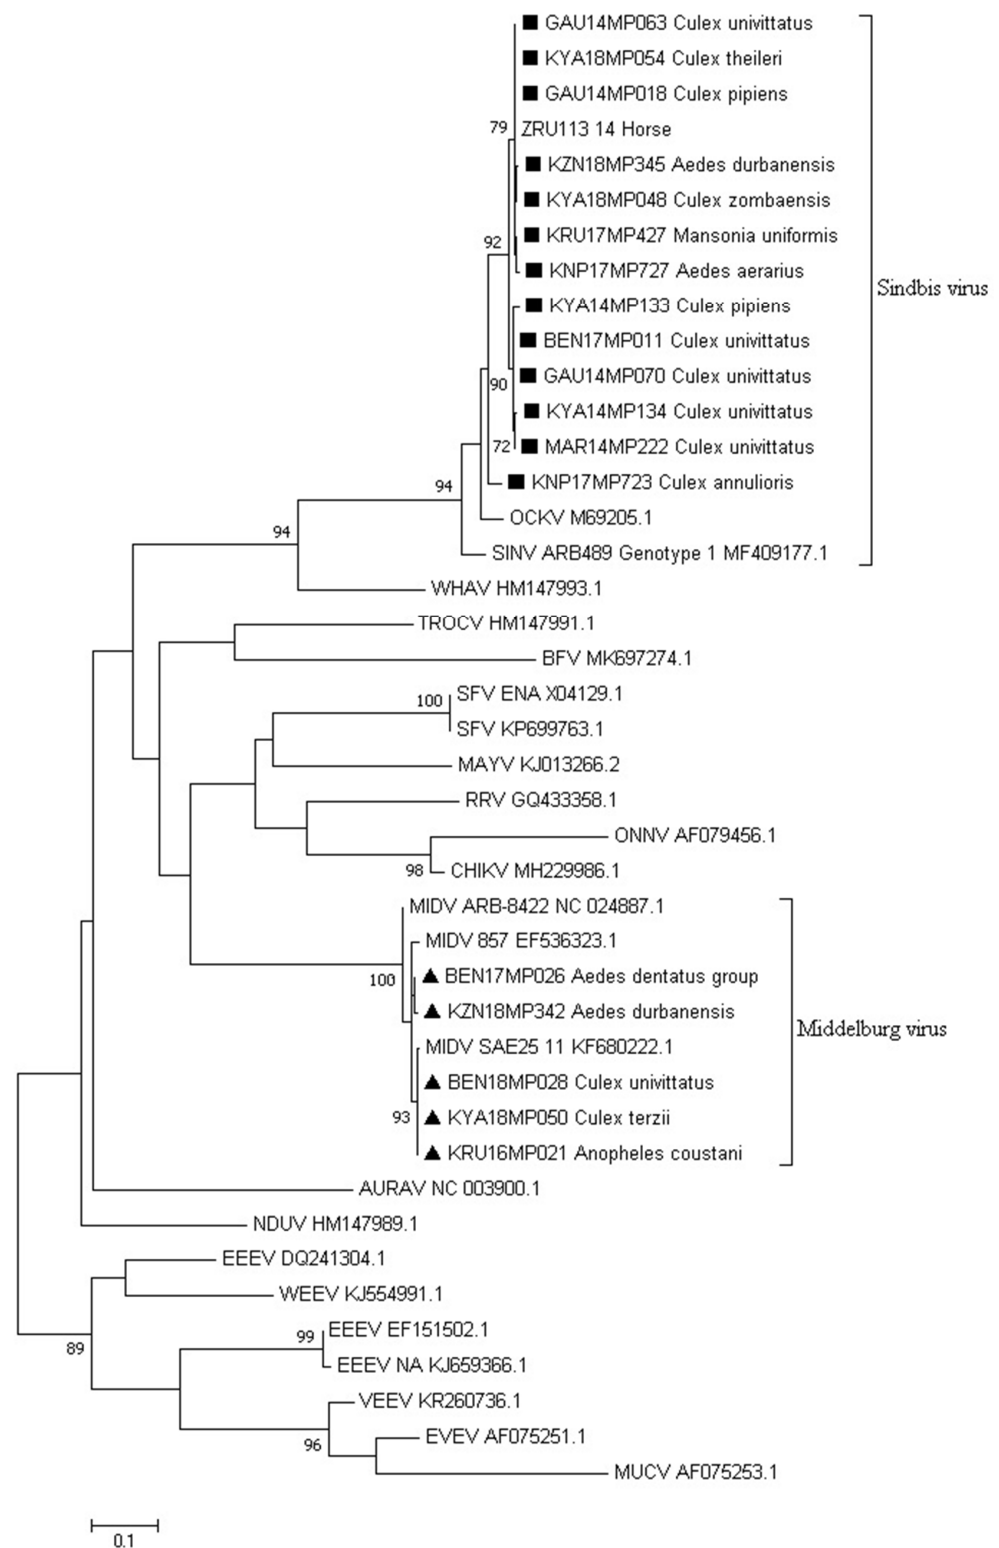 GAU14MP063 Culex univittatus
KYA18MP054 Culex theileri
GAU14MP018 Culex pipiens
79
ZRU113 14 Horse
KZN18MP345 Aedes durbanensis
KYA18MP048 Culex zombaensis
KRU17MP427 Mansonia uniformis
92
KNP17MP727 Aedes aerarius
Sindbis virus
KYA14MP133 Culex pipiens
BEN17MP011 Culex univittatus
GAU14MP070 Culex univittatus
90
KYA14MP134 Culex univittatus
72
MAR14MP222 Culex univittatus
KNP17MP723 Culex annulioris
94
OCKV M69205.1
94
SINV ARB489 Genotype 1 MF409177.1
WHAV HM147993.1
TROCV HM147991.1
BFV MK697274.1
SFV ENA X04129.1
100
SFV KP699763.1
MAYV KJ013266.2
RRV GQ433358.1
ONNV AF079456.1
98
CHIKV MH229986.1
MIDV ARB-8422 NC 024887.1
MIDV 857 EF536323.1
100
BEN17MP026 Aedes dentatus group
KZN18MP342 Aedes durbanensis
Middelburg virus
MIDV SAE25 11 KF680222.1
BEN18MP028 Culex univittatus
93
KYA18MP050 Culex terzii
KRU16MP021 Anopheles coustani
AURAV NC 003900.1
NDUV HM147989.1
EEEV DQ241304.1
WEEV KJ554991.1
89
99
EEEV EF151502.1
EEEV NA KJ659366.1
VEEV KR260736.1
96
EVEV AF075251.1
MUCV AF075253.1
0.1